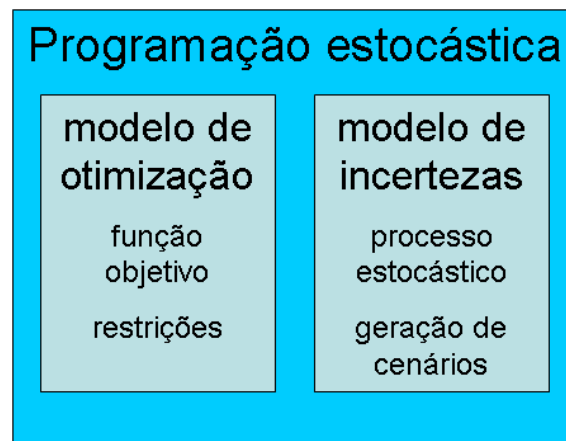 Programação estocástica
modelo de
otimização
função
objetivo
restrições
modelo de
incertezas
processo
estocástico
geração de
cenários